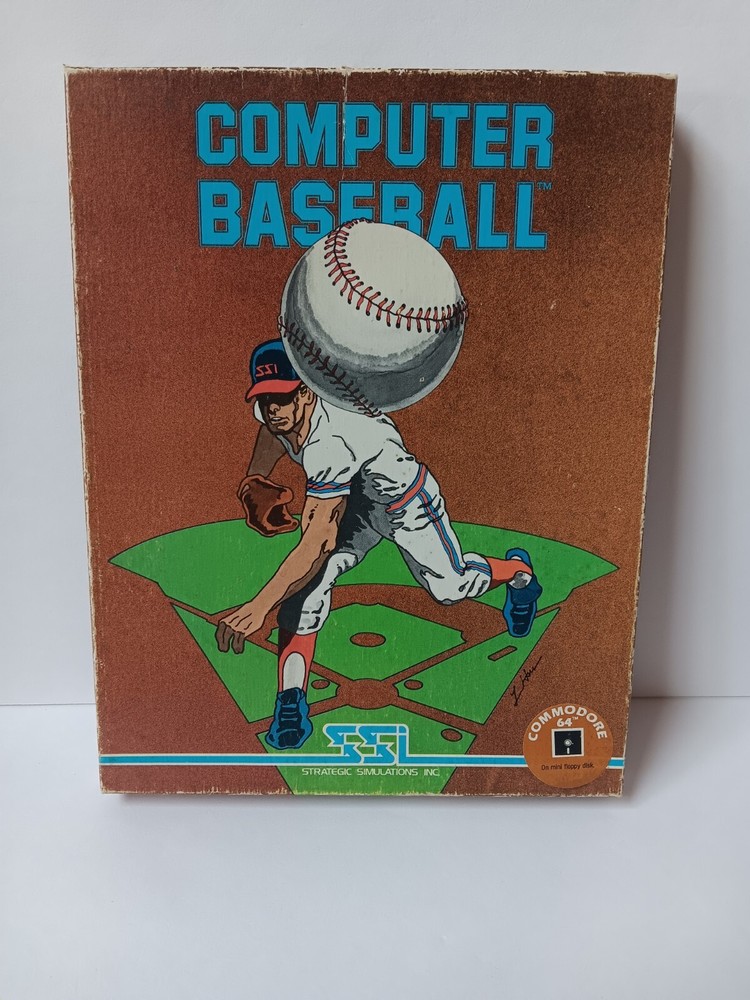 COMPUTER
BASEBALL™
SSI
SSI
STRATEGIC SIMULATIONS INC
COMMODORE
64™
On mini floppy disk.